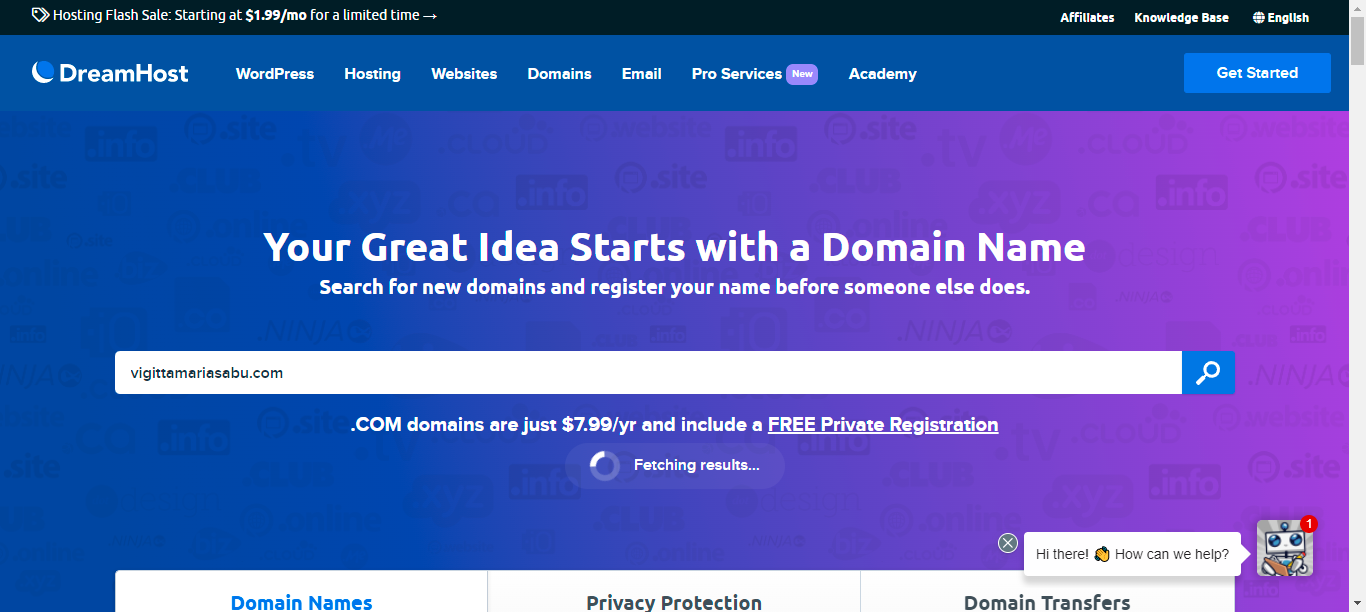 Hosting Flash Sale: Starting at $1.99/mo for a limited time →
Affiliates Knowledge Base English
DreamHost WordPress Hosting Websites Domains Email Pro Services New Academy Get Started
Your Great Idea Starts with a Domain Name
Search for new domains and register your name before someone else does.
vigittamariasabu.com
.COM domains are just $7.99/yr and include a FREE Private Registration
Fetching results...
1
Hi there! 👏 How can we help?
Domain Names Privacy Protection Domain Transfers